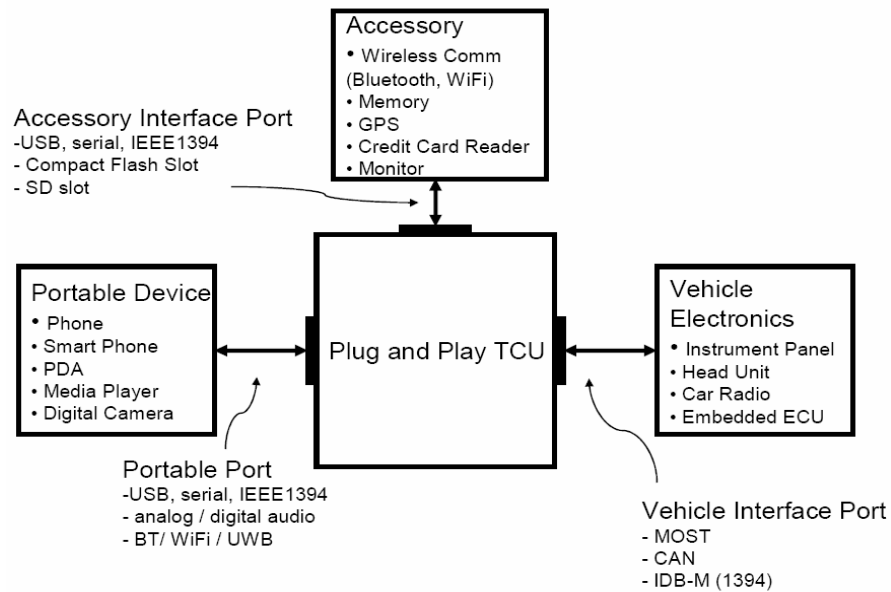 Accessory
• Wireless Comm
(Bluetooth, WiFi)
• Memory
• GPS
• Credit Card Reader
• Monitor
Accessory Interface Port
-USB, serial, IEEE1394
- Compact Flash Slot
- SD slot
Portable Device
• Phone
• Smart Phone
• PDA
• Media Player
• Digital Camera
Plug and Play TCU
Vehicle
Electronics
• Instrument Panel
• Head Unit
• Car Radio
• Embedded ECU
Portable Port
-USB, serial, IEEE1394
- analog / digital audio
- BT/ WiFi / UWB
Vehicle Interface Port
- MOST
- CAN
- IDB-M (1394)